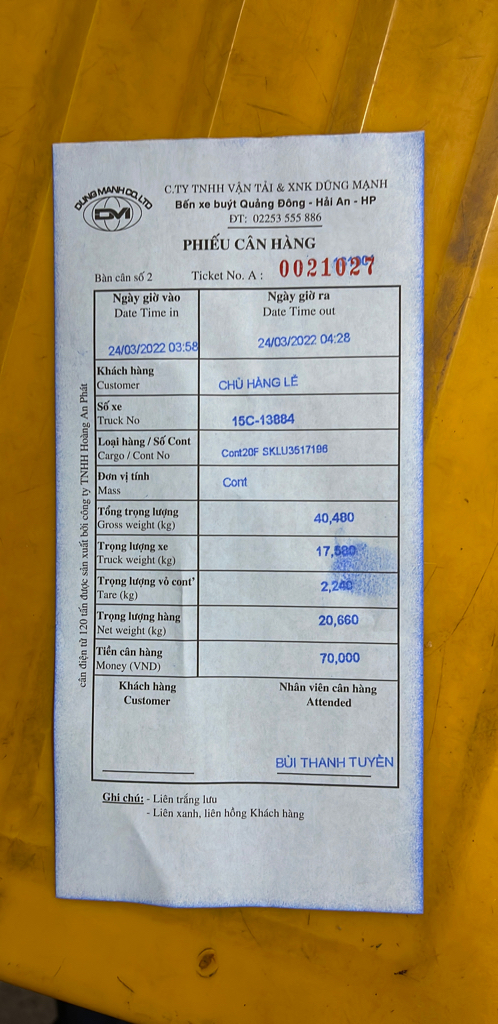 DUNG MANH CO.,LTD
DM
C.TY TNHH VẬN TẢI & XNK DŨNG MẠNH
Bến xe buýt Quảng Đông - Hải An - HP
ĐT: 02253 555 886
PHIẾU CÂN HÀNG
Bàn cân số 2 Ticket No. A : 0021027
Ngày giờ vào Ngày giờ ra
Date Time in Date Time out
24/03/2022 03:58 24/03/2022 04:28
Khách hàng
Customer CHỦ HÀNG LẺ
Số xe
Truck No 15C-13884
Loại hàng / Số Cont
Cargo / Cont No Cont20F SKLU3517196
Đơn vị tính
Mass Cont
Tổng trọng lượng
Gross weight (kg) 40,480
Trọng lượng xe
Truck weight (kg) 17,580
Trọng lượng vỏ cont'
Tare (kg) 2,240
Trọng lượng hàng
Net weight (kg) 20,660
Tiền cân hàng
Money (VND) 70,000
Khách hàng Nhân viên cân hàng
Customer Attended
BÙI THANH TUYỀN
Ghi chú: - Liên trắng lưu
- Liên xanh, liên hồng Khách hàng
cân điện tử 120 tấn được sản xuất bởi công ty TNHH Hoàng An Phát